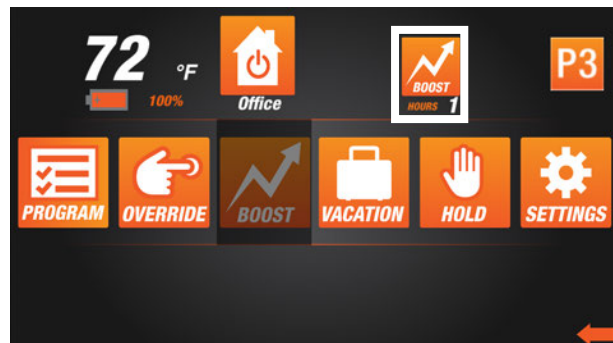 72 °F
100%
Office
BOOST
HOURS 1
P3
PROGRAM OVERRIDE BOOST VACATION HOLD SETTINGS